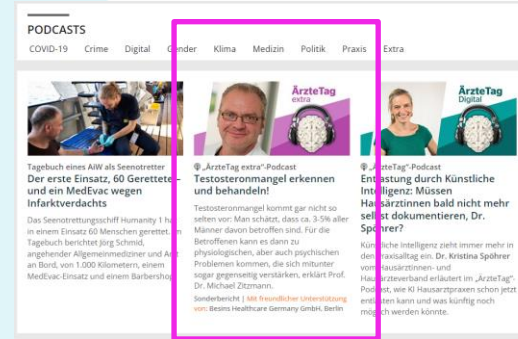 PODCASTS
COVID-19 Crime Digital Gender Klima Medizin Politik Praxis Extra
Tagebuch eines AiW als Seenotretter
Der erste Einsatz, 60 Gerettete –
und ein MedEvac wegen
Infarktverdachts
Das Seenotrettungsschiff Humanity 1 hat
in einem Einsatz 60 Menschen gerettet. Im
Tagebuch berichtet Jörg Schmid,
angehender Allgemeinmediziner und Arzt
an Bord, von 1.000 Kilometern, einem
MedEvac-Einsatz und einem Barbershop.
ÄrzteTag
extra
„ÄrzteTag extra“-Podcast
Testosteronmangel erkennen
und behandeln!
Testosteronmangel kommt gar nicht so
selten vor: Man schätzt, dass ca. 3-5% aller
Männer davon betroffen sind. Für die
Betroffenen kann es dann zu
physiologischen, aber auch psychischen
Problemen kommen, die sich mitunter
sogar gegenseitig verstärken, erklärt Prof.
Dr. Michael Zitzmann.
Sonderbericht | Mit freundlicher Unterstützung
von: Besins Healthcare Germany GmbH, Berlin
ÄrzteTag
Digital
„ÄrzteTag“-Podcast
Entlastung durch Künstliche
Intelligenz: Müssen
Hausärztinnen bald nicht mehr
selbst dokumentieren, Dr.
Spöhrer?
Künstliche Intelligenz zieht immer mehr in
den Praxisalltag ein. Dr. Kristina Spöhrer
vom Hausärztinnen- und
Hausärzteverband erläutert im „ÄrzteTag“-
Podcast, wie KI Hausarztpraxen schon jetzt
entlasten kann und was künftig noch
möglich werden könnte.